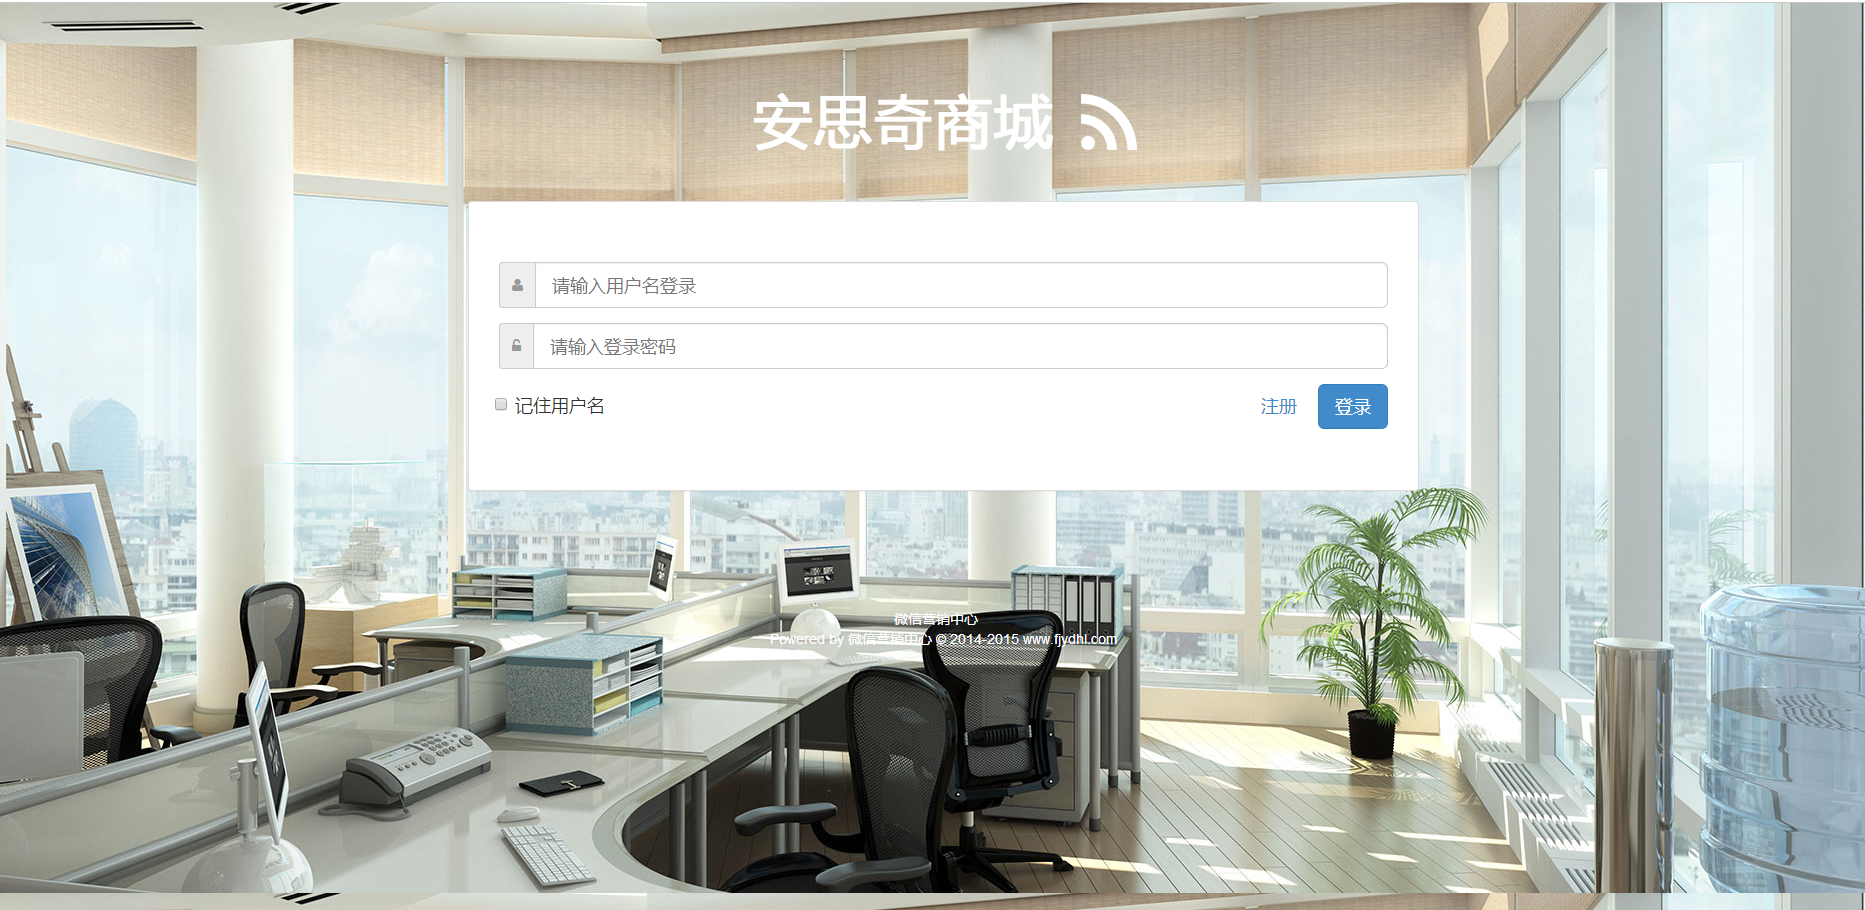 安思奇商城
请输入用户名登录
请输入登录密码
记住用户名 注册 登录
微信营销中心
Powered by 微信营销中心 © 2014-2015 www.fjydhl.com